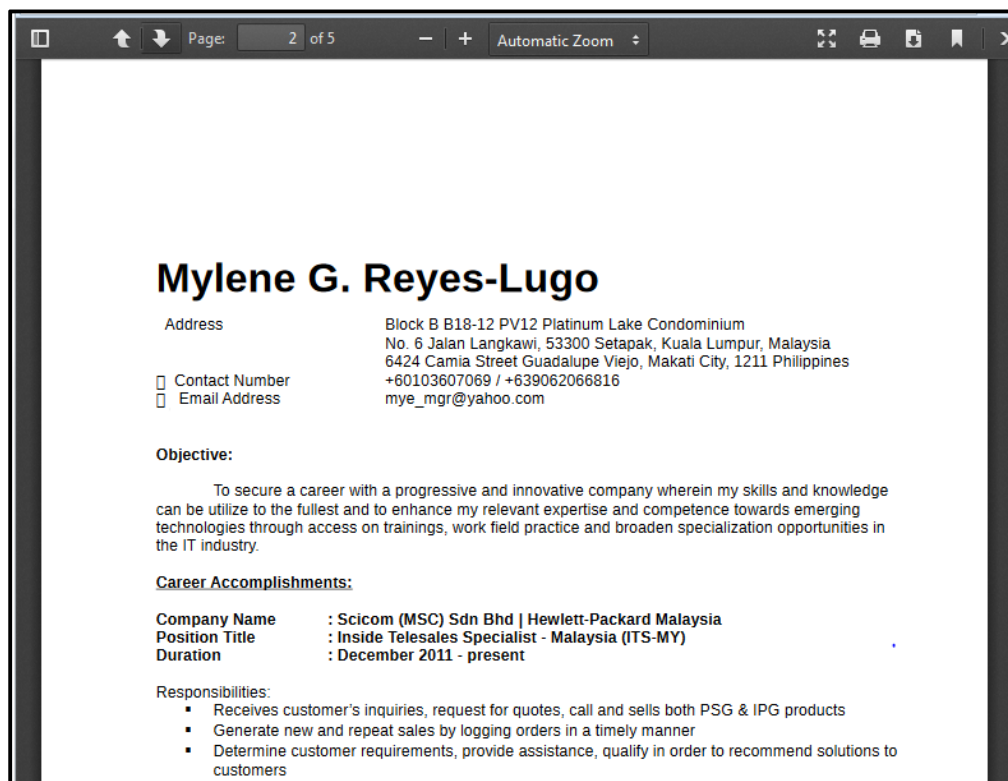 Page: 2 of 5 Automatic Zoom
Mylene G. Reyes-Lugo
Address Block B B18-12 PV12 Platinum Lake Condominium
No. 6 Jalan Langkawi, 53300 Setapak, Kuala Lumpur, Malaysia
6424 Camia Street Guadalupe Viejo, Makati City, 1211 Philippines
Contact Number +60103607069 / +639062066816
Email Address mye_mgr@yahoo.com
Objective:
To secure a career with a progressive and innovative company wherein my skills and knowledge
can be utilize to the fullest and to enhance my relevant expertise and competence towards emerging
technologies through access on trainings, work field practice and broaden specialization opportunities in
the IT industry.
Career Accomplishments:
Company Name : Scicom (MSC) Sdn Bhd | Hewlett-Packard Malaysia
Position Title : Inside Telesales Specialist - Malaysia (ITS-MY)
Duration : December 2011 - present
Responsibilities:
▪ Receives customer’s inquiries, request for quotes, call and sells both PSG & IPG products
▪ Generate new and repeat sales by logging orders in a timely manner
▪ Determine customer requirements, provide assistance, qualify in order to recommend solutions to
customers